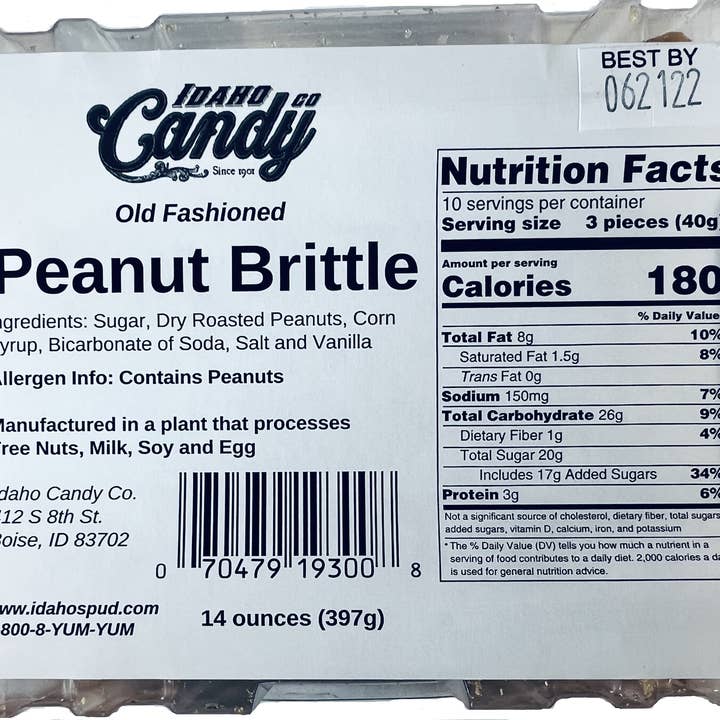 IDAHO CO
Candy
Since 1901
Old Fashioned
Peanut Brittle
ngredients: Sugar, Dry Roasted Peanuts, Corn
yrup, Bicarbonate of Soda, Salt and Vanilla
llergen Info: Contains Peanuts
anufactured in a plant that processes
ree Nuts, Milk, Soy and Egg
daho Candy Co.
12 S 8th St.
oise, ID 83702
ww.idahospud.com
800-8-YUM-YUM
0 70479 19300 8
14 ounces (397g)
BEST BY
062122
Nutrition Facts
10 servings per container
Serving size 3 pieces (40g)
Amount per serving
Calories 180
% Daily Value
Total Fat 8g 10%
Saturated Fat 1.5g 8%
Trans Fat 0g
Sodium 150mg 7%
Total Carbohydrate 26g 9%
Dietary Fiber 1g 4%
Total Sugar 20g
Includes 17g Added Sugars 34%
Protein 3g 6%
Not a significant source of cholesterol, dietary fiber, total sugars
added sugars, vitamin D, calcium, iron, and potassium
* The % Daily Value (DV) tells you how much a nutrient in a
serving of food contributes to a daily diet. 2,000 calories a da
is used for general nutrition advice.